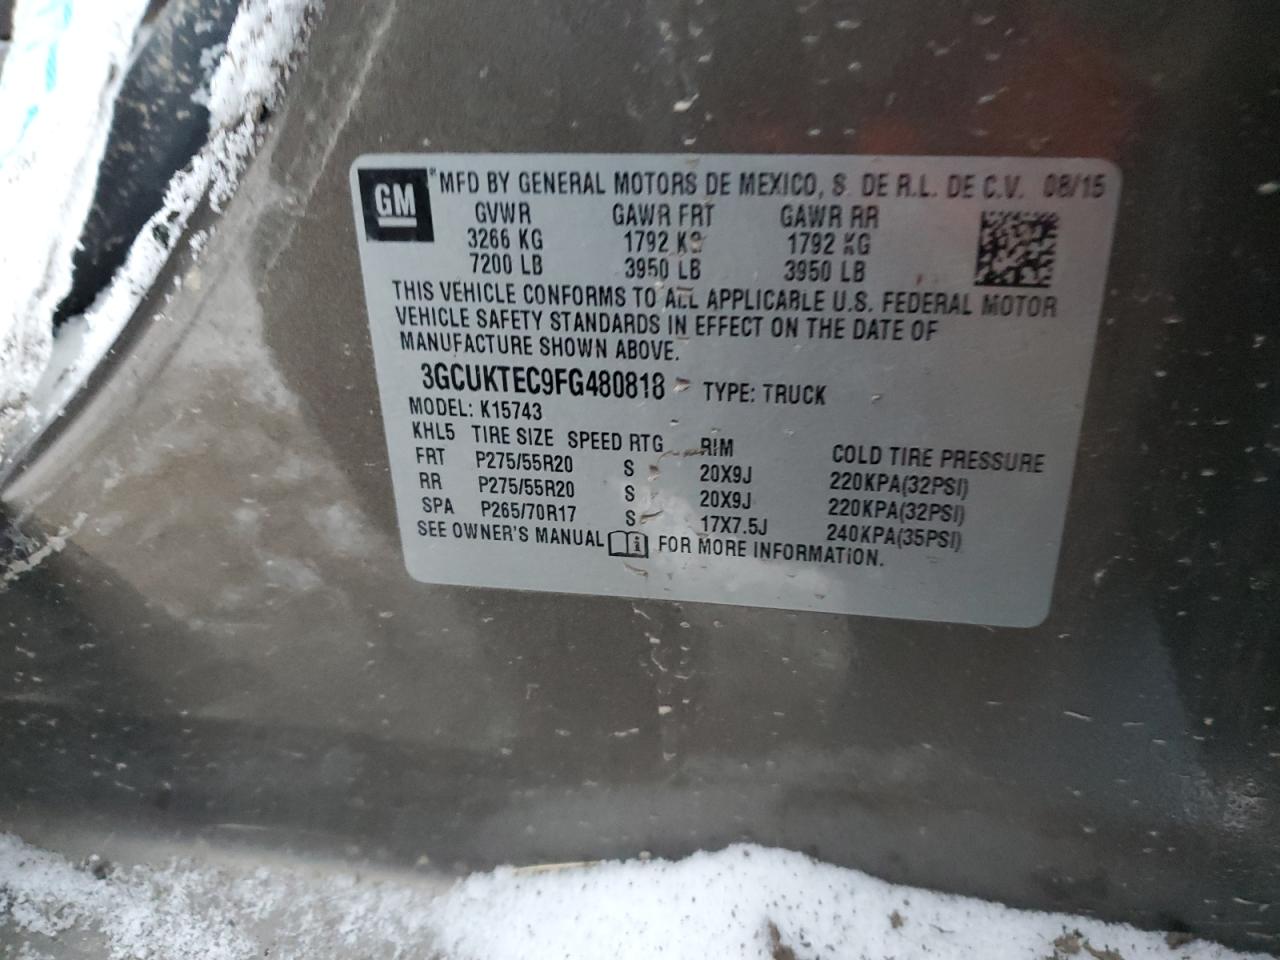 GM
MFD BY GENERAL MOTORS DE MEXICO, S. DE R.L. DE C.V. 08/15
GVWR GAWR FRT GAWR RR
3266 KG 1792 KG 1792 KG
7200 LB 3950 LB 3950 LB
THIS VEHICLE CONFORMS TO ALL APPLICABLE U.S. FEDERAL MOTOR
VEHICLE SAFETY STANDARDS IN EFFECT ON THE DATE OF
MANUFACTURE SHOWN ABOVE.
3GCUKTEC9FG480818 TYPE: TRUCK
MODEL: K15743
KHL5 TIRE SIZE SPEED RTG RIM COLD TIRE PRESSURE
FRT P275/55R20 S 20X9J 220KPA(32PSI)
RR P275/55R20 S 20X9J 220KPA(32PSI)
SPA P265/70R17 S 17X7.5J 240KPA(35PSI)
SEE OWNER'S MANUAL FOR MORE INFORMATION.